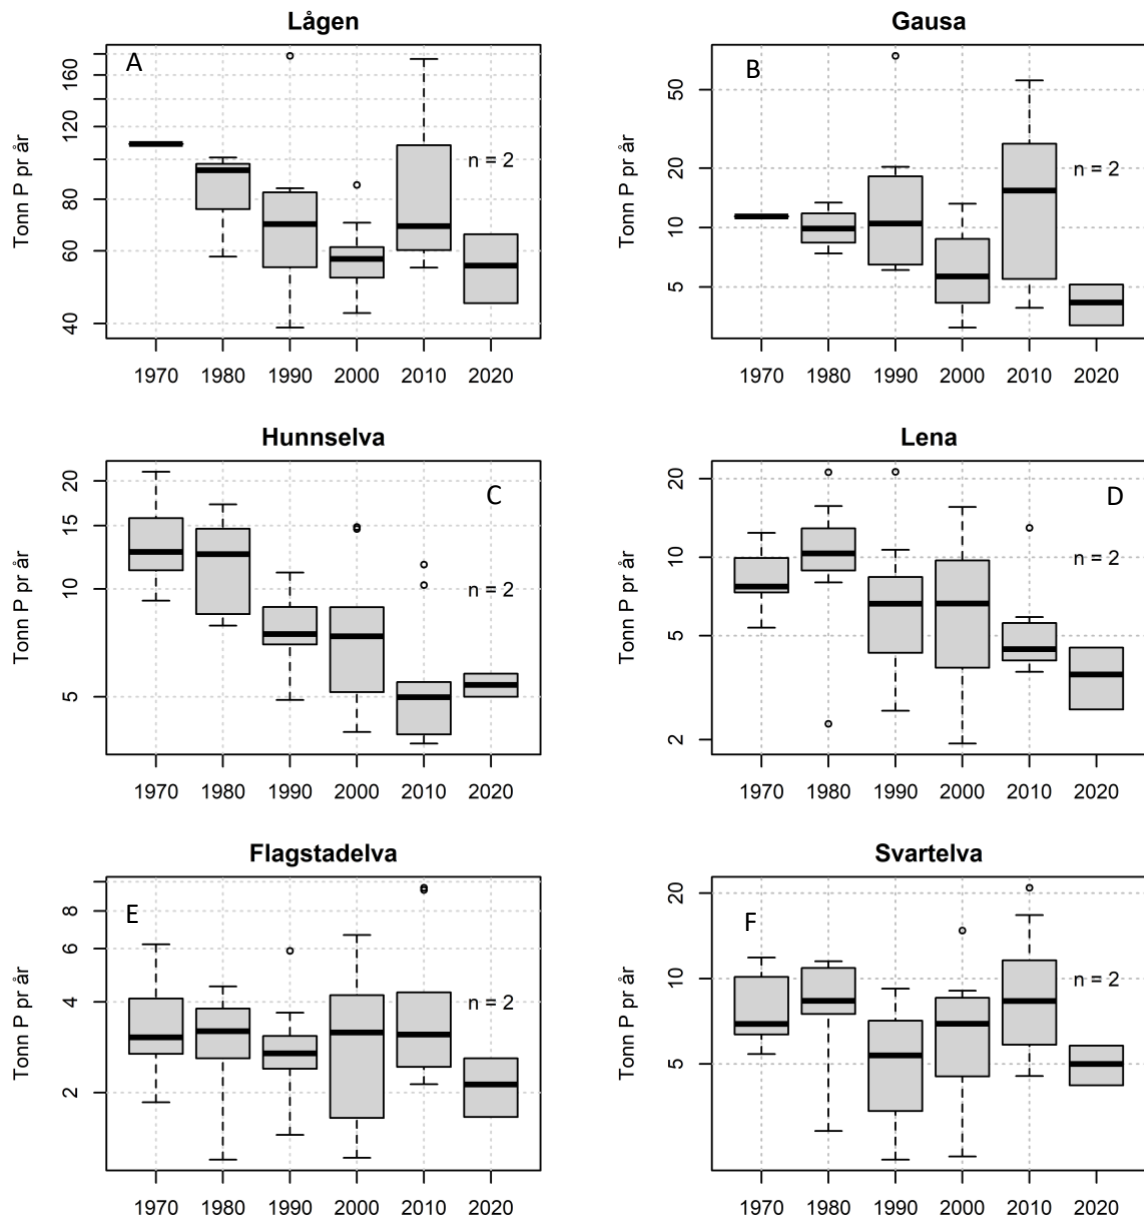 Lågen
A
Tonn P pr år
160
120
80
60
40
n = 2
1970 1980 1990 2000 2010 2020
Gausa
B
Tonn P pr år
50
20
10
5
n = 2
1970 1980 1990 2000 2010 2020
Hunnselva
C
Tonn P pr år
20
15
10
5
n = 2
1970 1980 1990 2000 2010 2020
Lena
D
Tonn P pr år
20
10
5
2
n = 2
1970 1980 1990 2000 2010 2020
Flagstadelva
E
Tonn P pr år
8
6
4
2
n = 2
1970 1980 1990 2000 2010 2020
Svartelva
F
Tonn P pr år
20
10
5
n = 2
1970 1980 1990 2000 2010 2020